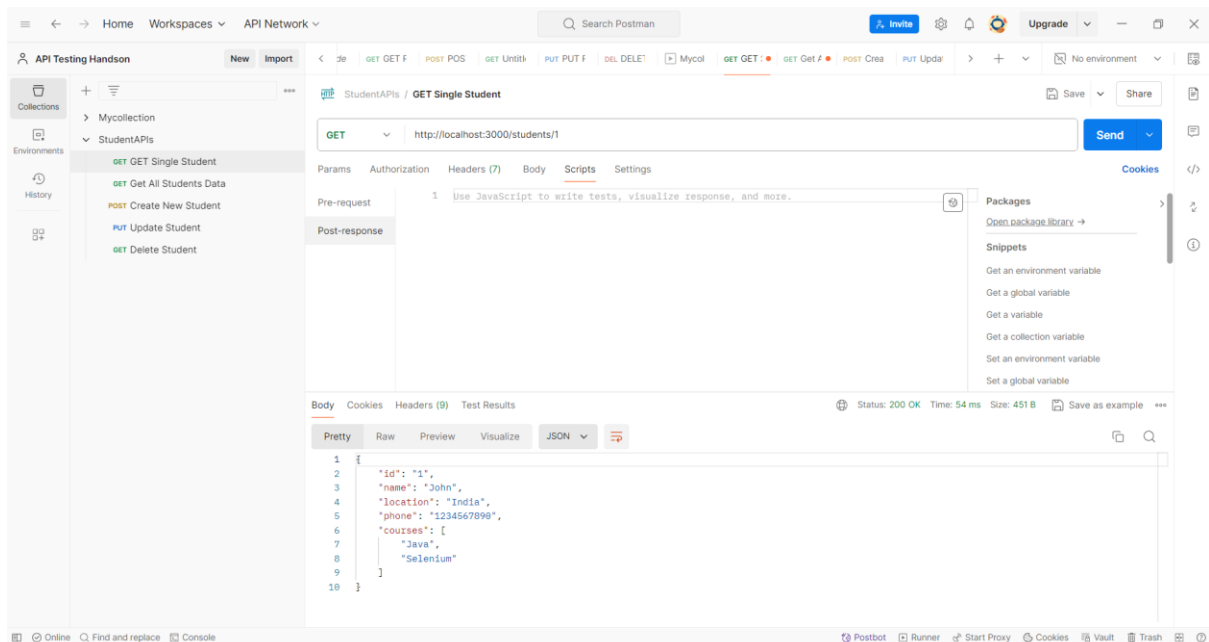 Home Workspaces API Network Search Postman Invite Upgrade
API Testing Handson New Import GET GET F POST POS GET Untitl PUT PUT F DEL DELET Mycol GET GET : GET Get A POST Crea PUT Upda No environment
Collections
Environments
History
Mycollection
StudentAPIs
GET GET Single Student
GET Get All Students Data
POST Create New Student
PUT Update Student
GET Delete Student
HTTP StudentAPIs / GET Single Student Save Share
GET http://localhost:3000/students/1 Send
Params Authorization Headers (7) Body Scripts Settings Cookies
Pre-request
Post-response
1 Use JavaScript to write tests, visualize response, and more.
Packages
Open package library →
Snippets
Get an environment variable
Get a global variable
Get a variable
Get a collection variable
Set an environment variable
Set a global variable
Body Cookies Headers (9) Test Results Status: 200 OK Time: 54 ms Size: 451 B Save as example
Pretty Raw Preview Visualize JSON
1 {
2 "id": "1",
3 "name": "John",
4 "location": "India",
5 "phone": "1234567890",
6 "courses": [
7 "Java",
8 "Selenium"
9 ]
10 }
Online Find and replace Console Postbot Runner Start Proxy Cookies Vault Trash